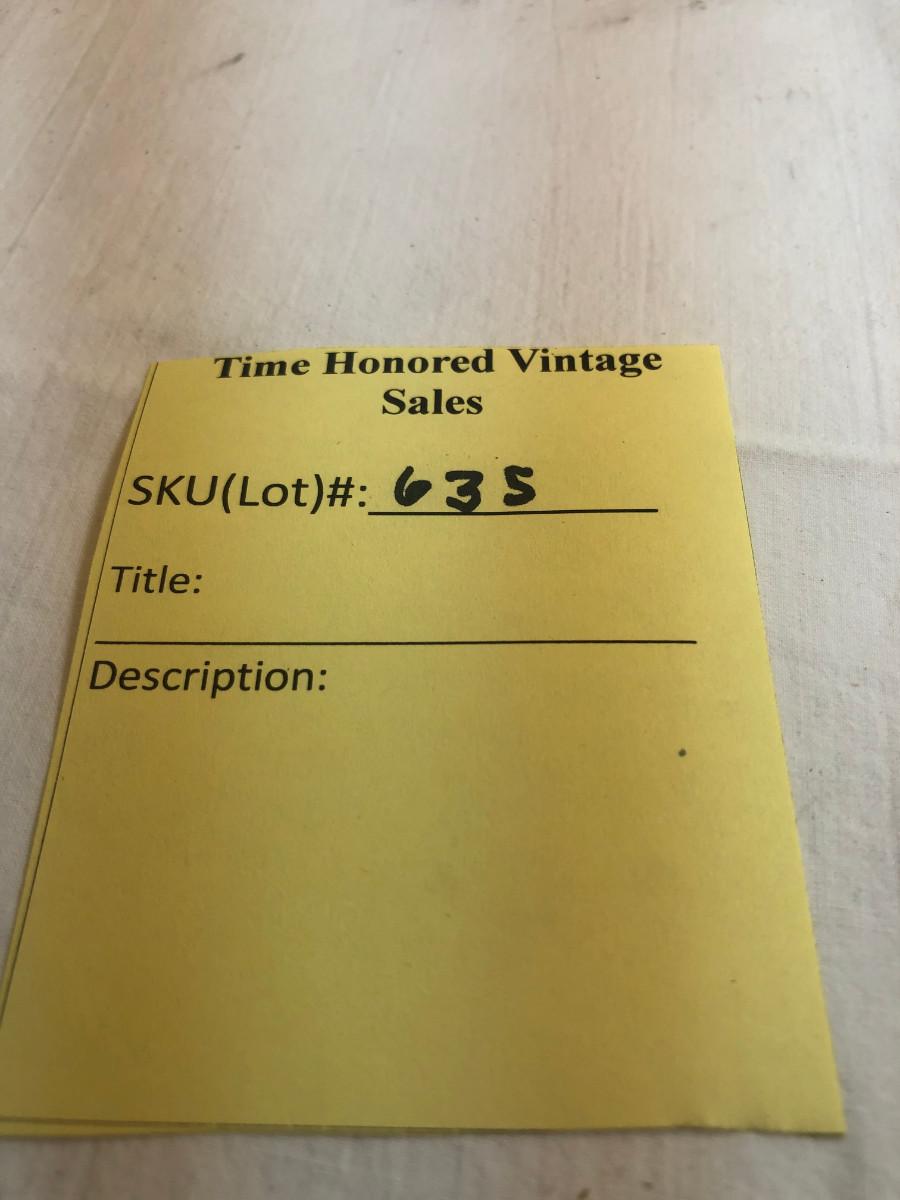 Time Honored Vintage
Sales
SKU(Lot)#: 635
Title:
Description: